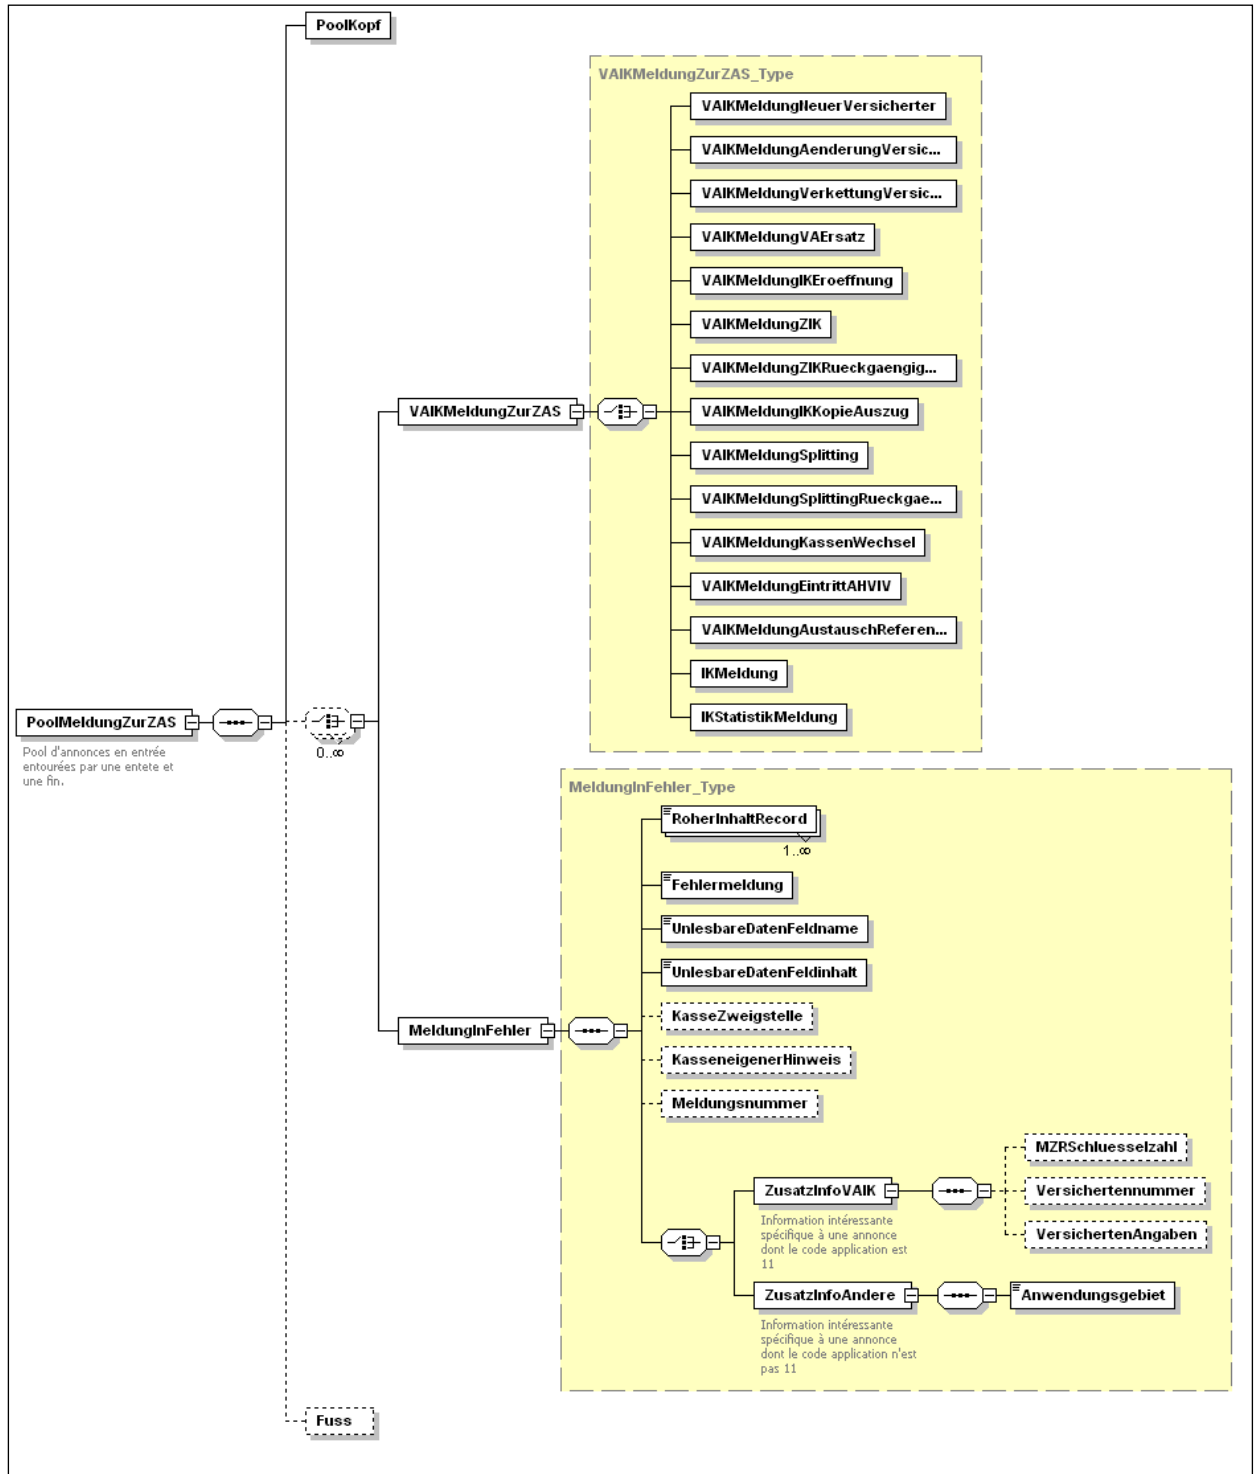 PoolKopf
VAIKMeldungZurZAS_Type
VAIKMeldungNeuerVersicherter
VAIKMeldungAenderungVersic...
VAIKMeldungVerkettungVersic...
VAIKMeldungVAErsatz
VAIKMeldungIKEroeffnung
VAIKMeldungZIK
VAIKMeldungZIKRueckgaengig...
VAIKMeldungZurZAS
VAIKMeldungIKKopieAuszug
VAIKMeldungSplitting
VAIKMeldungSplittingRueckgae...
VAIKMeldungKassenWechsel
VAIKMeldungEintrittAHVIV
VAIKMeldungAustauschReferen...
IKMeldung
IKStatistikMeldung
PoolMeldungZurZAS
Pool d'annonces en entrée
entourées par une entete et
une fin.
0..∞
MeldungInFehler_Type
RoherInhaltRecord
1..∞
Fehlermeldung
UnlesbareDatenFeldname
UnlesbareDatenFeldinhalt
KasseZweigstelle
MeldungInFehler
KasseneigenerHinweis
Meldungsnummer
MZRSchluesselzahl
ZusatzInfoVAIK
Versichertennummer
Information intéressante
spécifique à une annonce
dont le code application est
11
VersichertenAngaben
ZusatzInfoAndere
Anwendungsgebiet
Information intéressante
spécifique à une annonce
dont le code application n'est
pas 11
Fuss